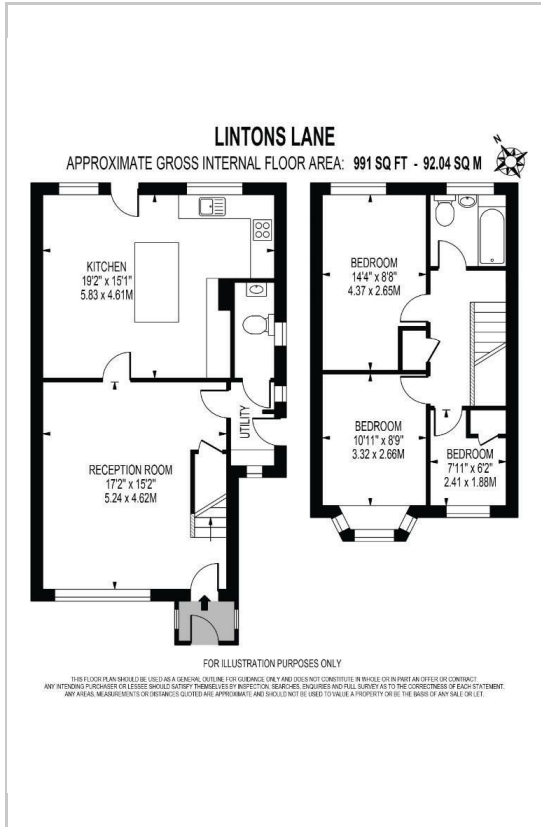 LINTONS LANE
APPROXIMATE GROSS INTERNAL FLOOR AREA: 991 SQ FT - 92.04 SQ M
N
KITCHEN
19'2" x 15'1"
5.83 x 4.61M
UTILITY
RECEPTION ROOM
17'2" x 15'2"
5.24 x 4.62M
BEDROOM
14'4" x 8'8"
4.37 x 2.65M
BEDROOM
10'11" x 8'9"
3.32 x 2.66M
BEDROOM
7'11" x 6'2"
2.41 x 1.88M
FOR ILLUSTRATION PURPOSES ONLY
THIS FLOOR PLAN SHOULD BE USED AS A GENERAL OUTLINE FOR GUIDANCE ONLY AND DOES NOT CONSTITUTE IN WHOLE OR IN PART AN OFFER OR CONTRACT.
ANY INTENDING PURCHASER OR LESSEE SHOULD SATISFY THEMSELVES BY INSPECTION, SEARCHES, ENQUIRIES AND FULL SURVEY AS TO THE CORRECTNESS OF EACH STATEMENT.
ANY AREAS, MEASUREMENTS OR DISTANCES QUOTED ARE APPROXIMATE AND SHOULD NOT BE USED TO VALUE A PROPERTY OR BE THE BASIS OF ANY SALE OR LET.